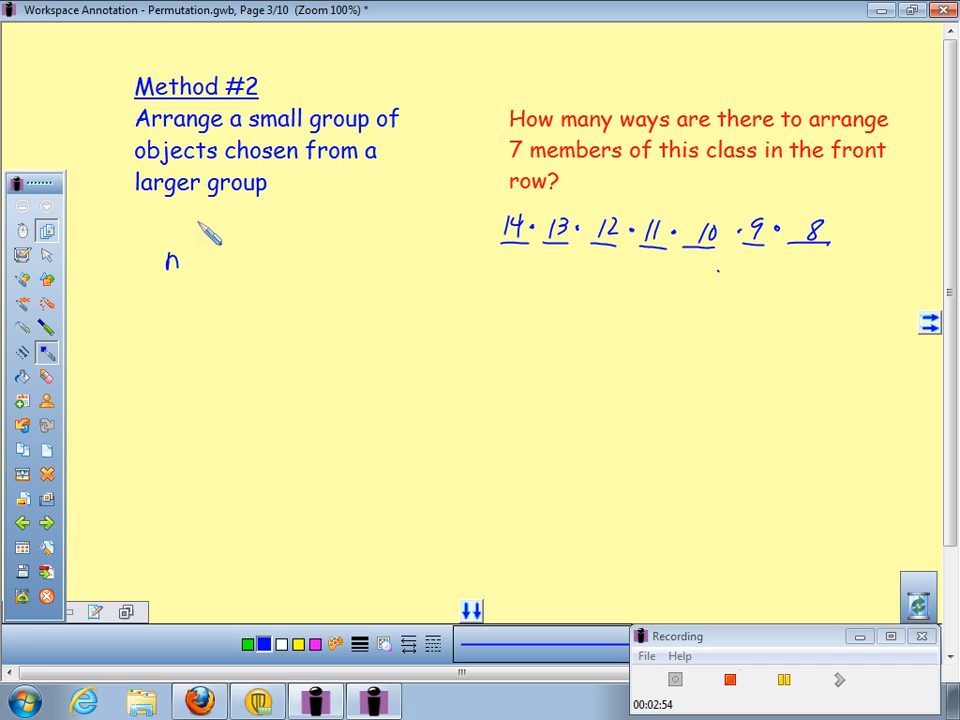 Workspace Annotation - Permutation.gwb, Page 3/10 (Zoom 100%) *
Method #2
Arrange a small group of
objects chosen from a
larger group
n
How many ways are there to arrange
7 members of this class in the front
row?
14 · 13 · 12 · 11 · 10 · 9 · 8
Recording
File Help
00:02:54